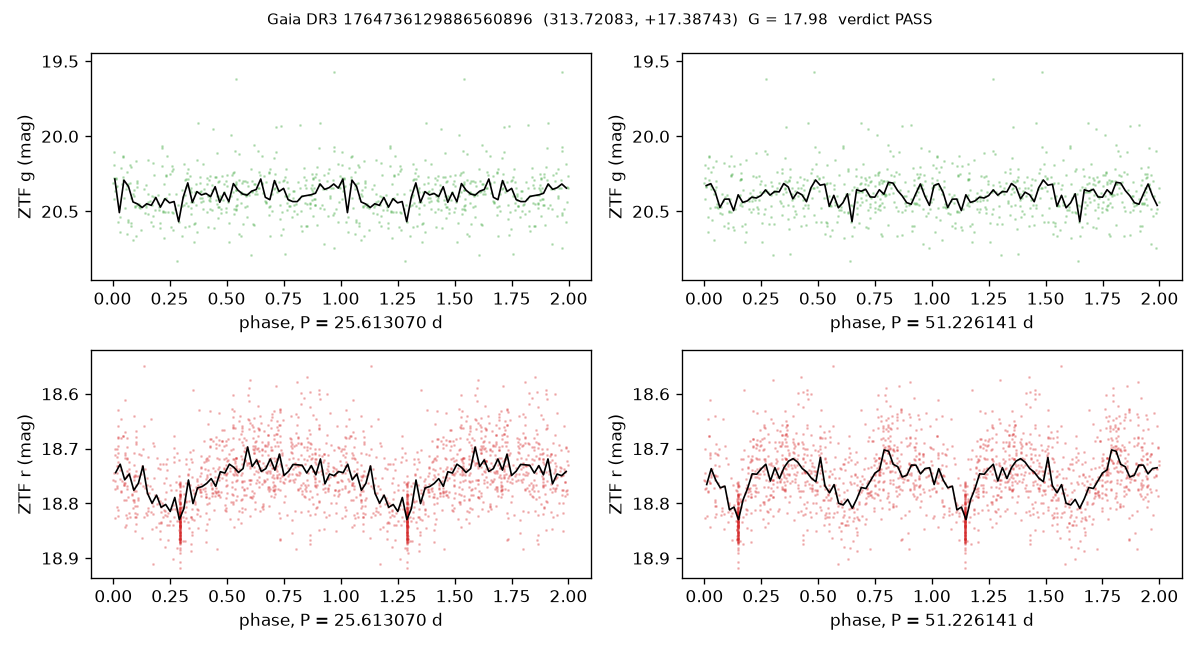 Gaia DR3 1764736129886560896  (313.72083, +17.38743)  G = 17.98  verdict PASS
ZTF g (mag)
19.5
20.0
20.5
0.00 0.25 0.50 0.75 1.00 1.25 1.50 1.75 2.00
phase, P = 25.613070 d
ZTF g (mag)
19.5
20.0
20.5
0.00 0.25 0.50 0.75 1.00 1.25 1.50 1.75 2.00
phase, P = 51.226141 d
ZTF r (mag)
18.6
18.7
18.8
18.9
0.00 0.25 0.50 0.75 1.00 1.25 1.50 1.75 2.00
phase, P = 25.613070 d
ZTF r (mag)
18.6
18.7
18.8
18.9
0.00 0.25 0.50 0.75 1.00 1.25 1.50 1.75 2.00
phase, P = 51.226141 d